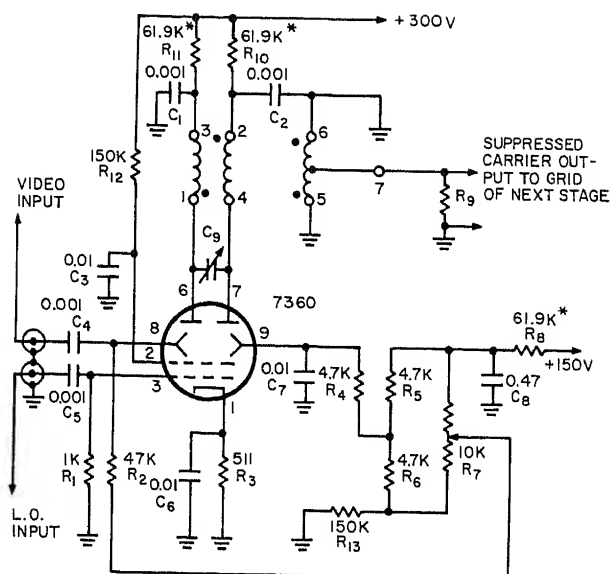 +300V
61.9K*
R11
61.9K*
R10
0.001
C1
0.001
C2
3
2
6
150K
R12
SUPPRESSED
CARRIER OUT-
PUT TO GRID
OF NEXT STAGE
7
R9
VIDEO
INPUT
1
4
5
C9
0.01
C3
6
7
7360
0.001
C4
8
9
2
3
1
61.9K*
R8
+150V
0.01
C7
4.7K
R4
4.7K
R5
0.47
C8
0.001
C5
10K
R7
1K
R1
47K
R2
0.01
C6
511
R3
4.7K
R6
150K
R13
L.O.
INPUT